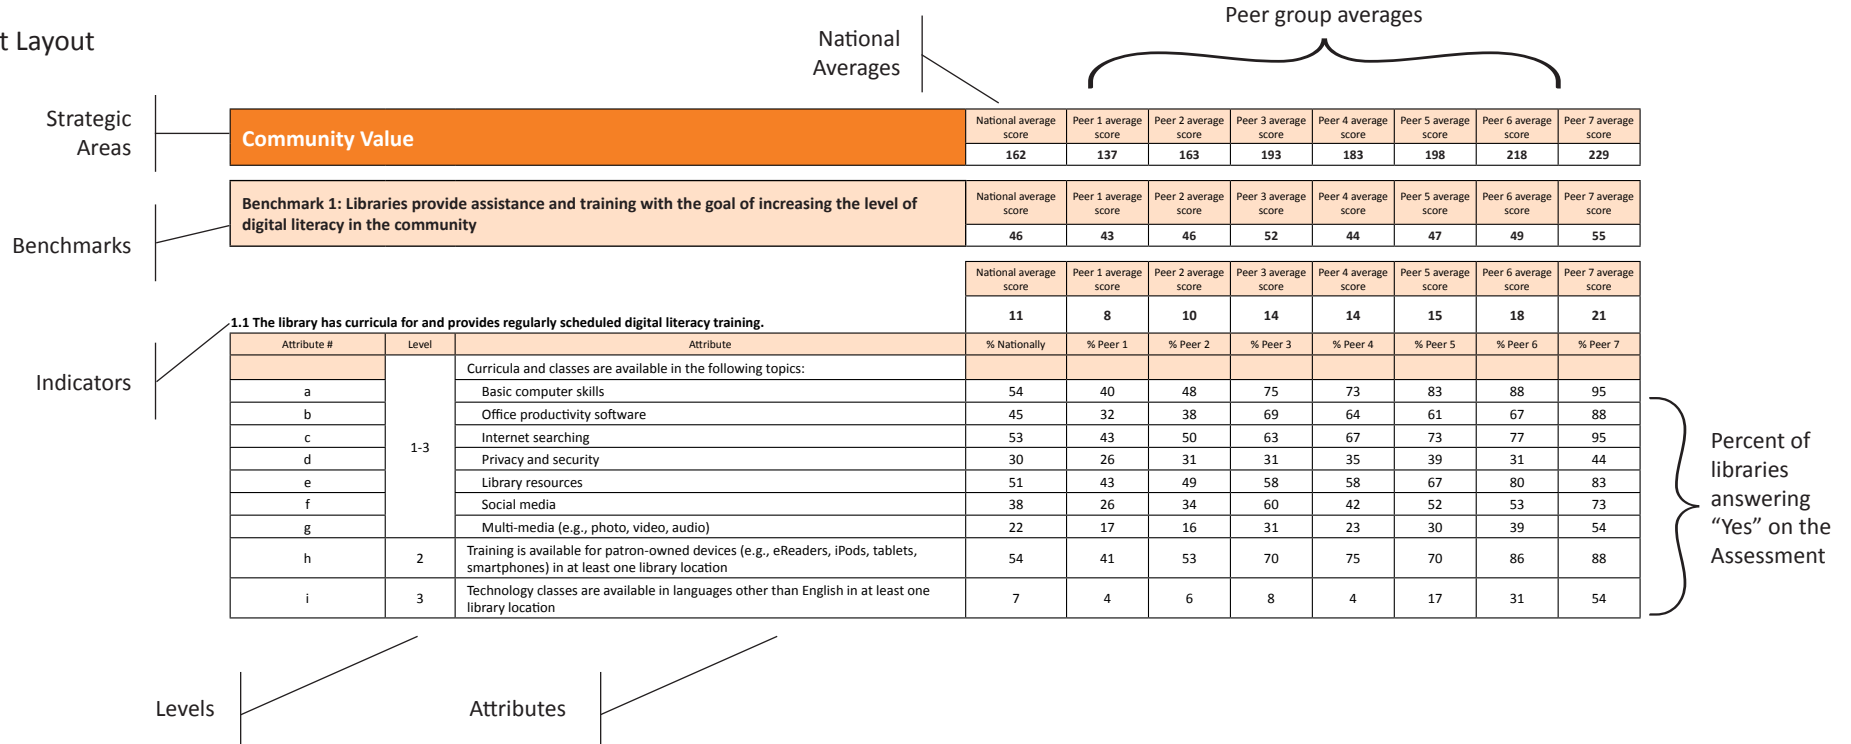 t Layout
National
Averages
Peer group averages
Strategic
Areas
Community Value
National average score Peer 1 average score Peer 2 average score Peer 3 average score Peer 4 average score Peer 5 average score Peer 6 average score Peer 7 average score
162 137 163 193 183 198 218 229
Benchmarks
Benchmark 1: Libraries provide assistance and training with the goal of increasing the level of
digital literacy in the community
National average score Peer 1 average score Peer 2 average score Peer 3 average score Peer 4 average score Peer 5 average score Peer 6 average score Peer 7 average score
46 43 46 52 44 47 49 55
National average score Peer 1 average score Peer 2 average score Peer 3 average score Peer 4 average score Peer 5 average score Peer 6 average score Peer 7 average score
11 8 10 14 14 15 18 21
Indicators
1.1 The library has curricula for and provides regularly scheduled digital literacy training.
Attribute # Level Attribute % Nationally % Peer 1 % Peer 2 % Peer 3 % Peer 4 % Peer 5 % Peer 6 % Peer 7
1-3
Curricula and classes are available in the following topics:
a Basic computer skills 54 40 48 75 73 83 88 95
b Office productivity software 45 32 38 69 64 61 67 88
c Internet searching 53 43 50 63 67 73 77 95
d Privacy and security 30 26 31 31 35 39 31 44
e Library resources 51 43 49 58 58 67 80 83
f Social media 38 26 34 60 42 52 53 73
g Multi-media (e.g., photo, video, audio) 22 17 16 31 23 30 39 54
h 2 Training is available for patron-owned devices (e.g., eReaders, iPods, tablets,
smartphones) in at least one library location 54 41 53 70 75 70 86 88
i 3 Technology classes are available in languages other than English in at least one
library location 7 4 6 8 4 17 31 54
Percent of
libraries
answering
“Yes” on the
Assessment
Levels
Attributes